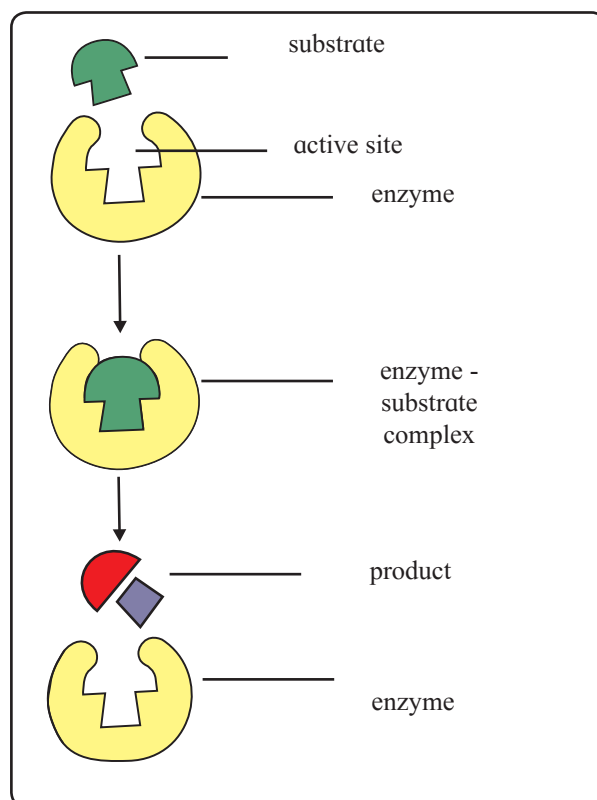 substrate
active site
enzyme
enzyme -
substrate
complex
product
enzyme